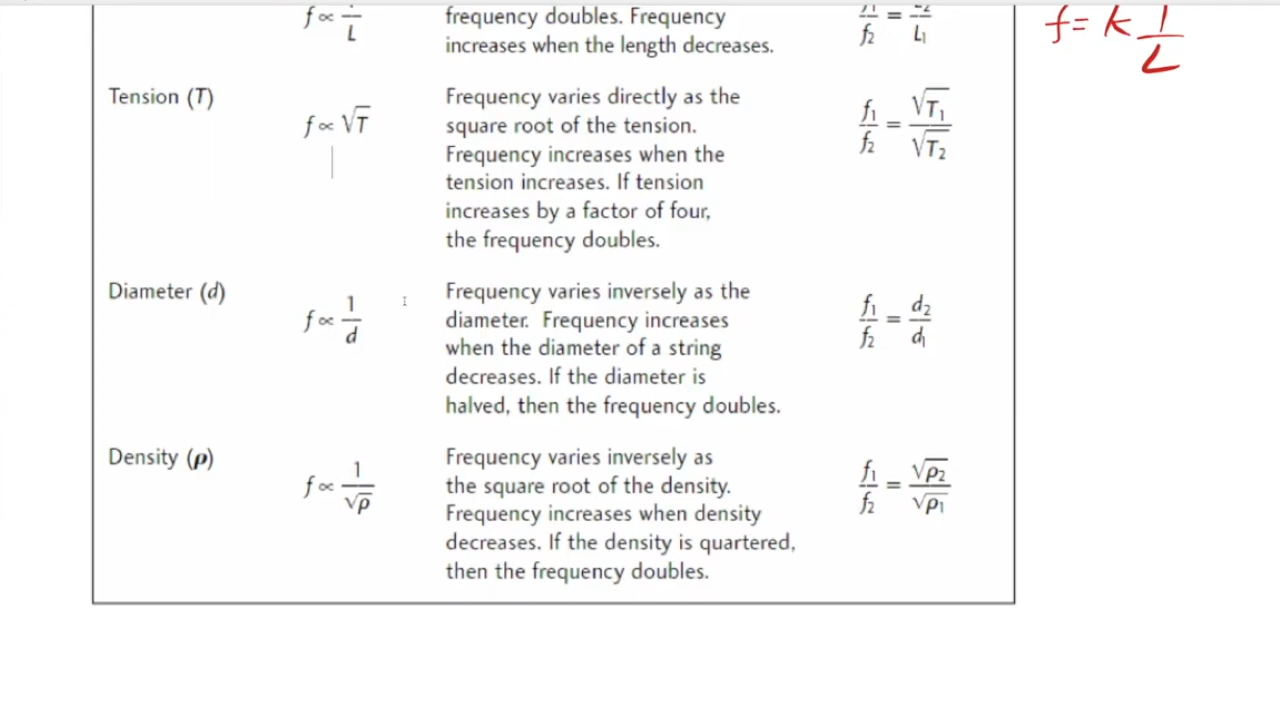 f ∝ 1/L
frequency doubles. Frequency
increases when the length decreases.
f1/f2 = L2/L1
f = k 1/L
Tension (T)
f ∝ √T
Frequency varies directly as the
square root of the tension.
Frequency increases when the
tension increases. If tension
increases by a factor of four,
the frequency doubles.
f1/f2 = √T1/√T2
Diameter (d)
f ∝ 1/d
Frequency varies inversely as the
diameter. Frequency increases
when the diameter of a string
decreases. If the diameter is
halved, then the frequency doubles.
f1/f2 = d2/d1
Density (ρ)
f ∝ 1/√ρ
Frequency varies inversely as
the square root of the density.
Frequency increases when density
decreases. If the density is quartered,
then the frequency doubles.
f1/f2 = √ρ2/√ρ1